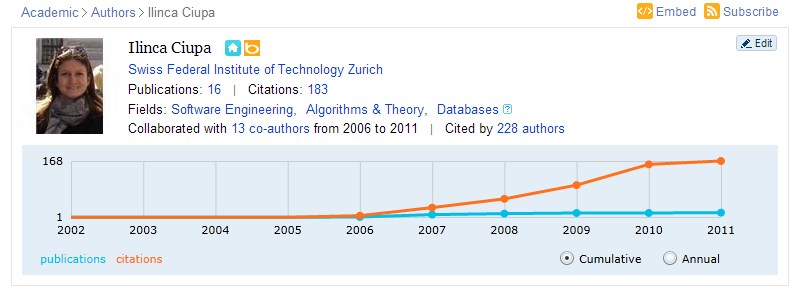 Academic > Authors > Ilinca Ciupa
Embed Subscribe
Ilinca Ciupa
Edit
Swiss Federal Institute of Technology Zurich
Publications: 16 | Citations: 183
Fields: Software Engineering, Algorithms & Theory, Databases ?
Collaborated with 13 co-authors from 2006 to 2011 | Cited by 228 authors
168
1
2002 2003 2004 2005 2006 2007 2008 2009 2010 2011
publications citations
Cumulative Annual